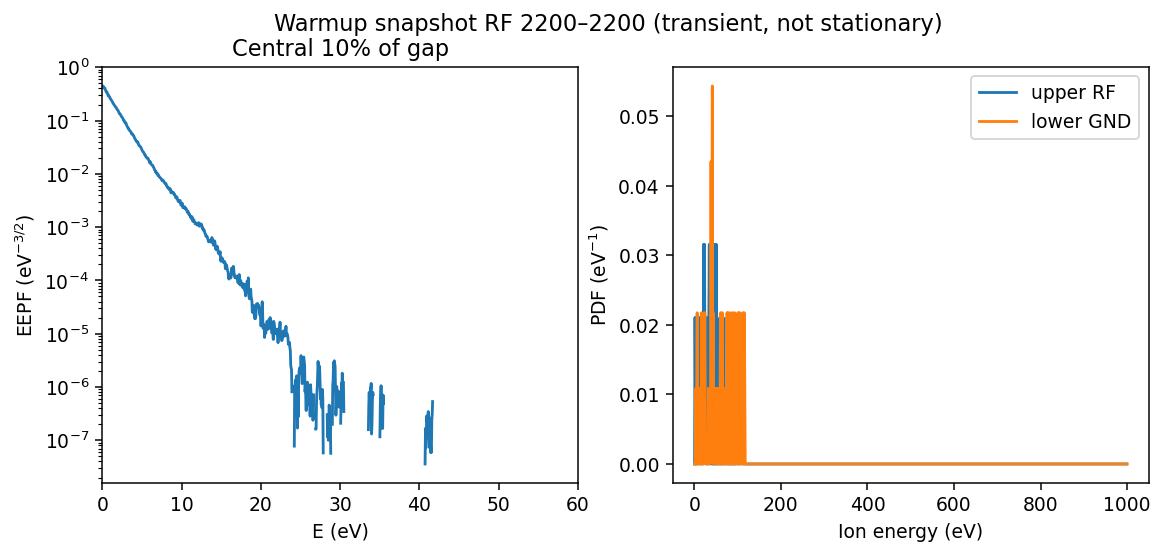 Warmup snapshot RF 2200–2200 (transient, not stationary)
Central 10% of gap
EEPF (eV⁻³/²)
10⁰
10⁻¹
10⁻²
10⁻³
10⁻⁴
10⁻⁵
10⁻⁶
10⁻⁷
0 10 20 30 40 50 60
E (eV)
PDF (eV⁻¹)
0.05
0.04
0.03
0.02
0.01
0.00
0 200 400 600 800 1000
Ion energy (eV)
upper RF
lower GND